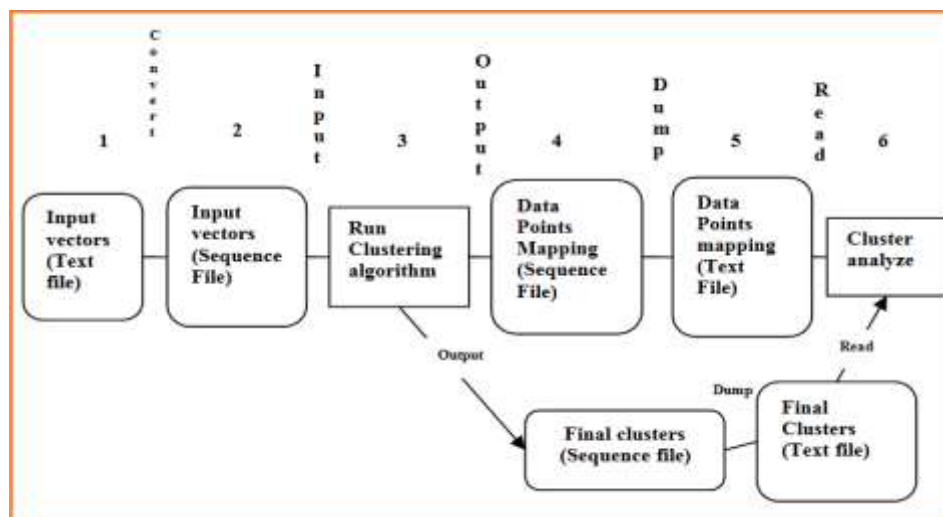 Convert
Input
Output
Dump
Read
1
2
3
4
5
6
Input
vectors
(Text
file)
Input
vectors
(Sequence
File)
Run
Clustering
algorithm
Data
Points
Mapping
(Sequence
File)
Data
Points
mapping
(Text
File)
Cluster
analyze
Output
Read
Dump
Final clusters
(Sequence file)
Final
Clusters
(Text file)